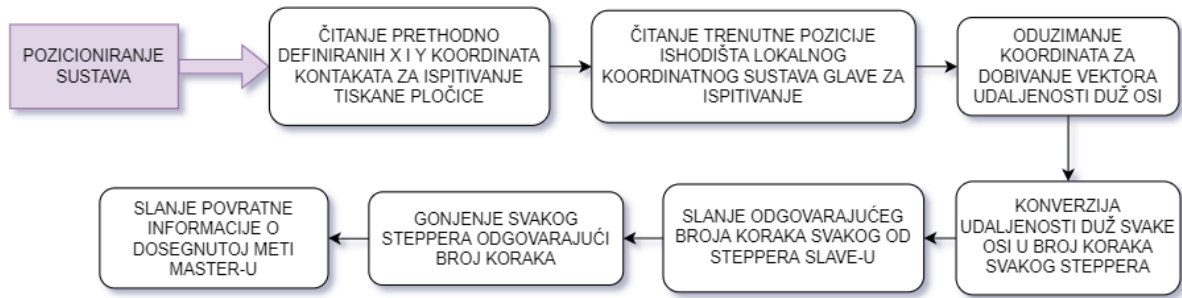 POZICIONIRANJE
SUSTAVA
ČITANJE PRETHODNO
DEFINIRANIH X I Y KOORDINATA
KONTAKATA ZA ISPITIVANJE
TISKANE PLOČICE
ČITANJE TRENUTNE POZICIJE
ISHODIŠTA LOKALNOG
KOORDINATNOG SUSTAVA GLAVE ZA
ISPITIVANJE
ODUZIMANJE
KOORDINATA ZA
DOBIVANJE VEKTORA
UDALJENOSTI DUŽ OSI
KONVERZIJA
UDALJENOSTI DUŽ SVAKE
OSI U BROJ KORAKA
SVAKOG STEPPERA
SLANJE ODGOVARAJUĆEG
BROJA KORAKA SVAKOG OD
STEPPERA SLAVE-U
GONJENJE SVAKOG
STEPPERA ODGOVARAJUĆI
BROJ KORAKA
SLANJE POVRATNE
INFORMACIJE O
DOSEGNUTOJ METI
MASTER-U